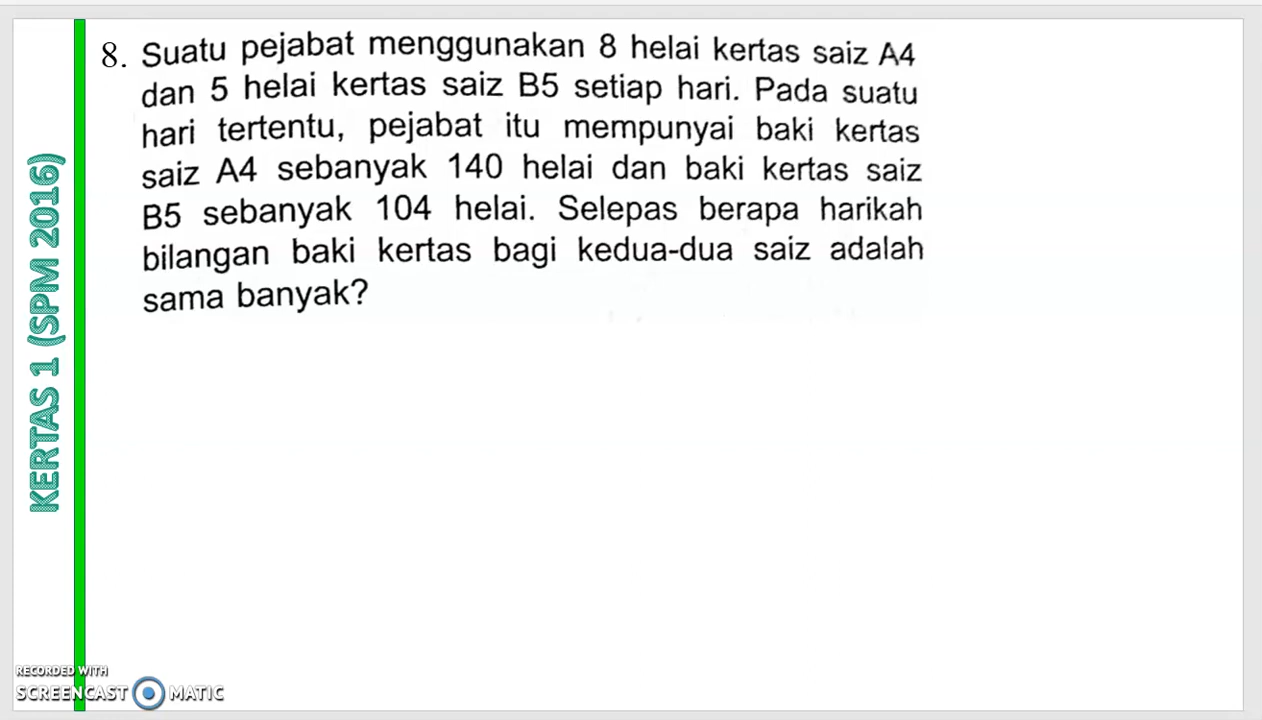 8. Suatu pejabat menggunakan 8 helai kertas saiz A4
dan 5 helai kertas saiz B5 setiap hari. Pada suatu
hari tertentu, pejabat itu mempunyai baki kertas
saiz A4 sebanyak 140 helai dan baki kertas saiz
B5 sebanyak 104 helai. Selepas berapa harikah
bilangan baki kertas bagi kedua-dua saiz adalah
sama banyak?
KERTAS 1 (SPM 2016)
RECORDED WITH
SCREENCAST MATIC